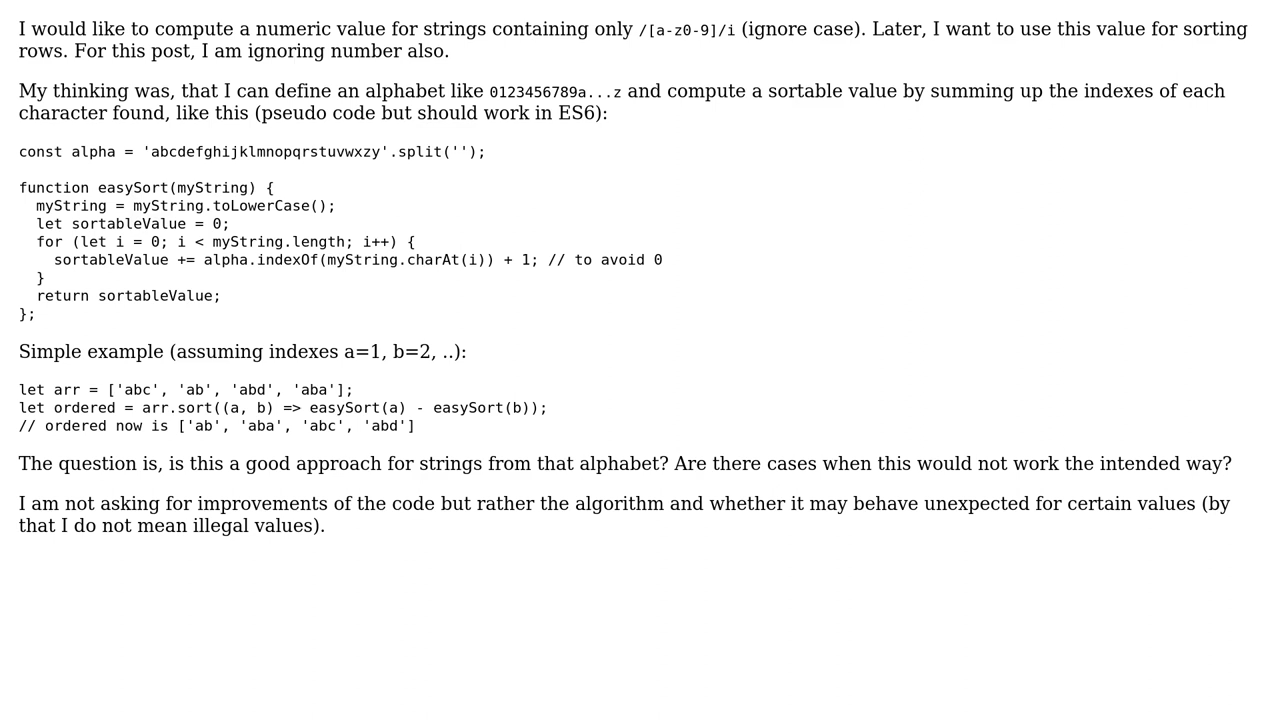 I would like to compute a numeric value for strings containing only /[a-z0-9]/i (ignore case). Later, I want to use this value for sorting
rows. For this post, I am ignoring number also.
My thinking was, that I can define an alphabet like 0123456789a...z and compute a sortable value by summing up the indexes of each
character found, like this (pseudo code but should work in ES6):
const alpha = 'abcdefghijklmnopqrstuvwxzy'.split('');
function easySort(myString) {
  myString = myString.toLowerCase();
  let sortableValue = 0;
  for (let i = 0; i < myString.length; i++) {
    sortableValue += alpha.indexOf(myString.charAt(i)) + 1; // to avoid 0
  }
  return sortableValue;
};
Simple example (assuming indexes a=1, b=2, ..):
let arr = ['abc', 'ab', 'abd', 'aba'];
let ordered = arr.sort((a, b) => easySort(a) - easySort(b));
// ordered now is ['ab', 'aba', 'abc', 'abd']
The question is, is this a good approach for strings from that alphabet? Are there cases when this would not work the intended way?
I am not asking for improvements of the code but rather the algorithm and whether it may behave unexpected for certain values (by
that I do not mean illegal values).